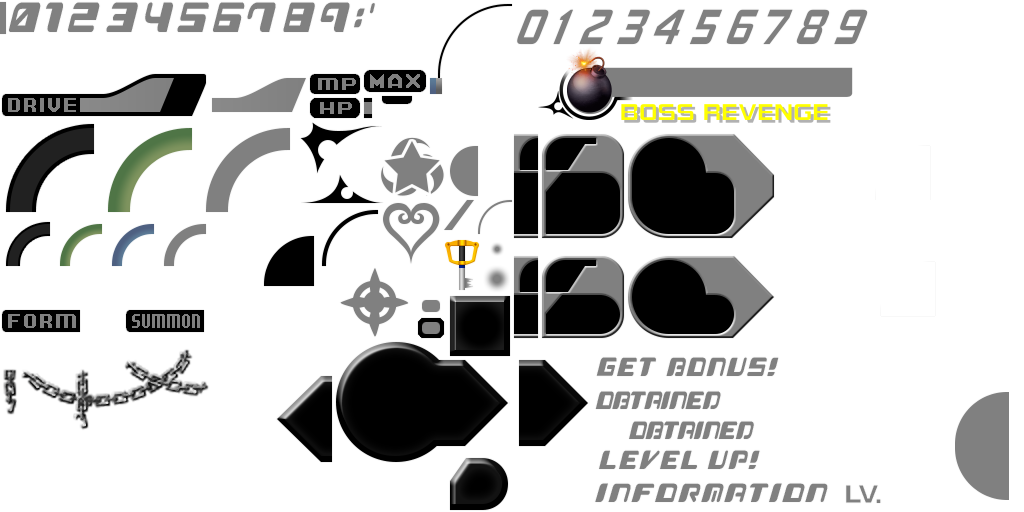 0123456789:'
0123456789
MP
MAX
DRIVE
HP
BOSS REVENGE
FORM
SUMMON
GET BONUS!
OBTAINED
OBTAINED
LEVEL UP!
INFORMATION LV.